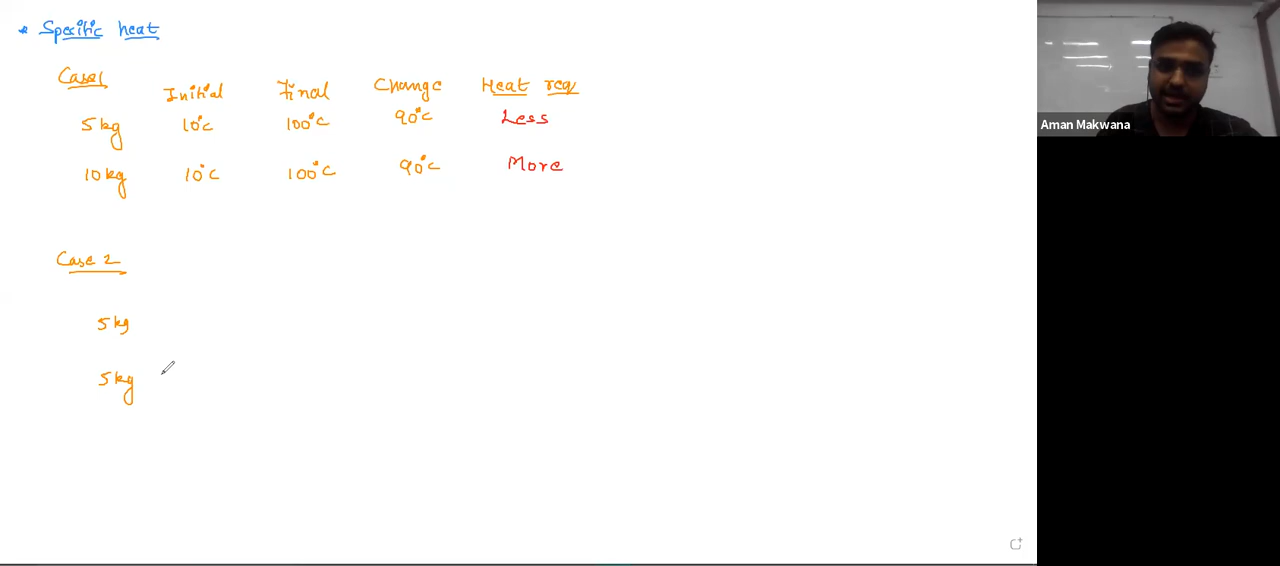 * Specific heat
Case1
Initial Final Change Heat req
5kg 10°C 100°C 90°C Less
10kg 10°C 100°C 90°C More
Case 2
5kg
5kg
Aman Makwana